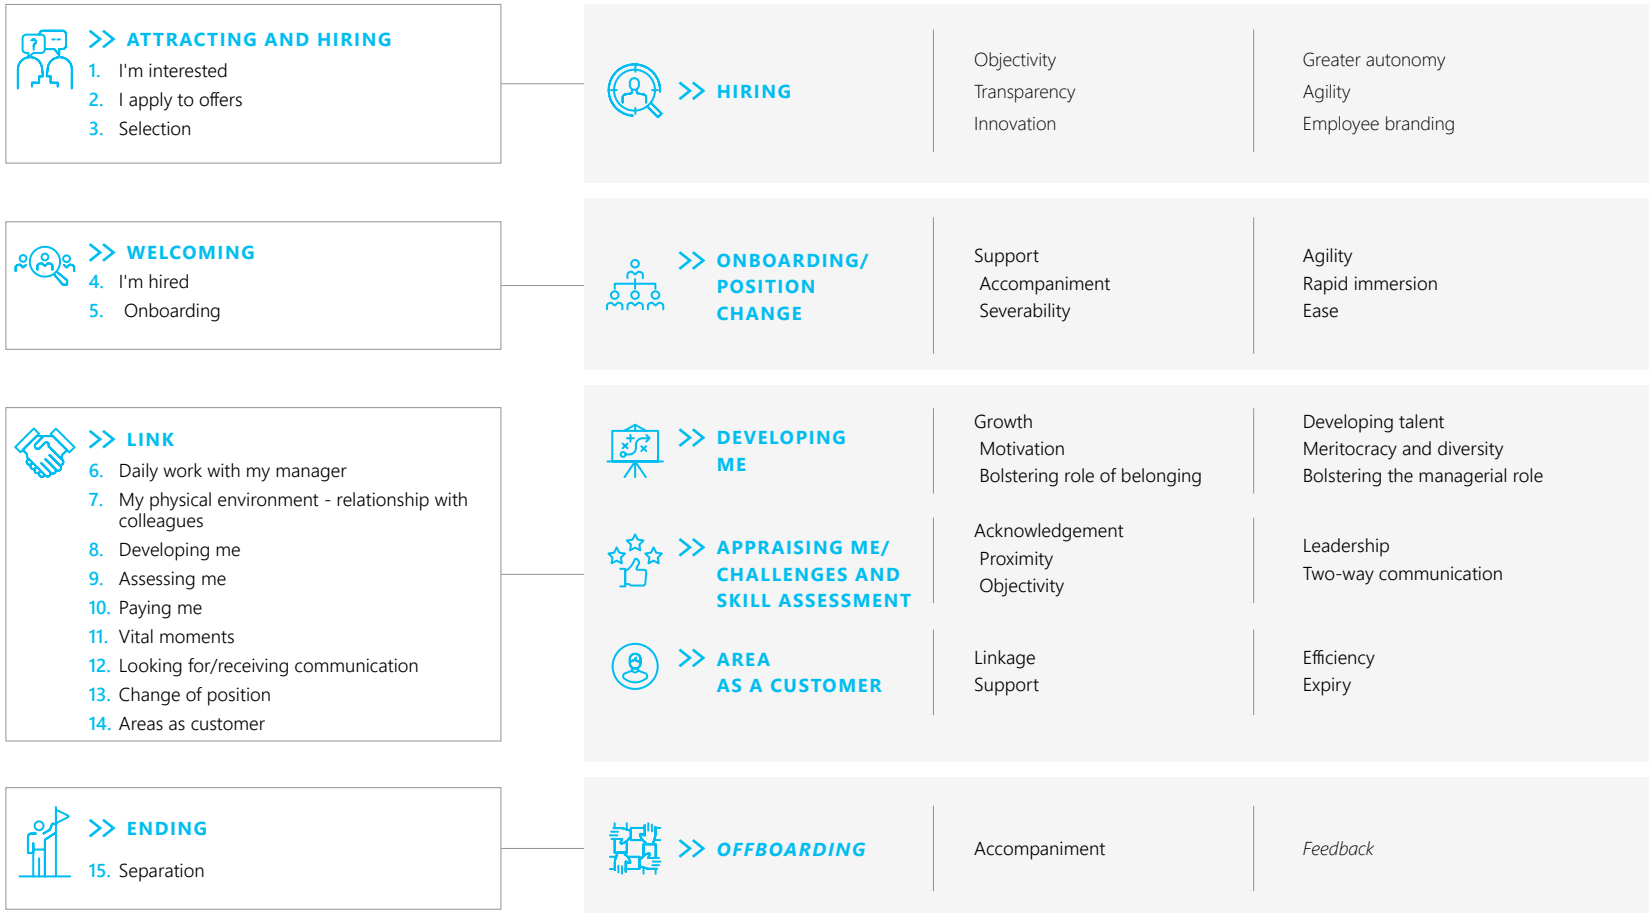 >> ATTRACTING AND HIRING
1. I'm interested
2. I apply to offers
3. Selection
>> HIRING
Objectivity
Transparency
Innovation
Greater autonomy
Agility
Employee branding
>> WELCOMING
4. I'm hired
5. Onboarding
>> ONBOARDING/
POSITION
CHANGE
Support
Accompaniment
Severability
Agility
Rapid immersion
Ease
>> LINK
6. Daily work with my manager
7. My physical environment - relationship with
colleagues
8. Developing me
9. Assessing me
10. Paying me
11. Vital moments
12. Looking for/receiving communication
13. Change of position
14. Areas as customer
>> DEVELOPING
ME
Growth
Motivation
Bolstering role of belonging
Developing talent
Meritocracy and diversity
Bolstering the managerial role
>> APPRAISING ME/
CHALLENGES AND
SKILL ASSESSMENT
Acknowledgement
Proximity
Objectivity
Leadership
Two-way communication
>> AREA
AS A CUSTOMER
Linkage
Support
Efficiency
Expiry
>> ENDING
15. Separation
>> OFFBOARDING
Accompaniment
Feedback